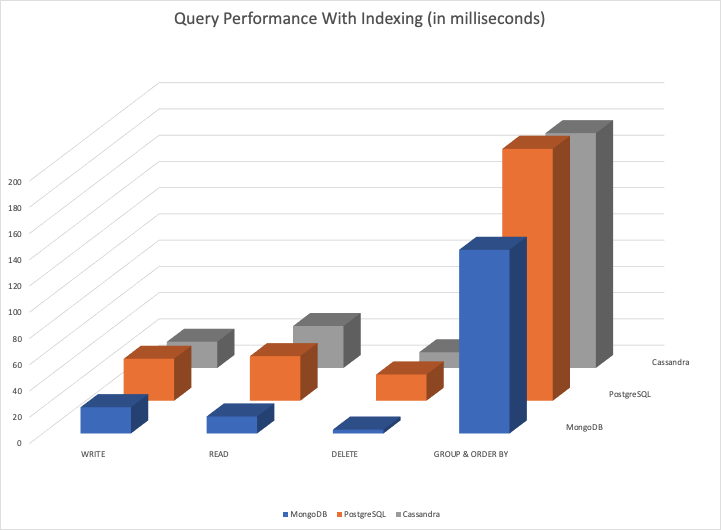 Query Performance With Indexing (in milliseconds)
200
180
160
140
120
100
80
60
40
20
0
Cassandra
PostgreSQL
MongoDB
WRITE READ DELETE GROUP & ORDER BY
MongoDB PostgreSQL Cassandra